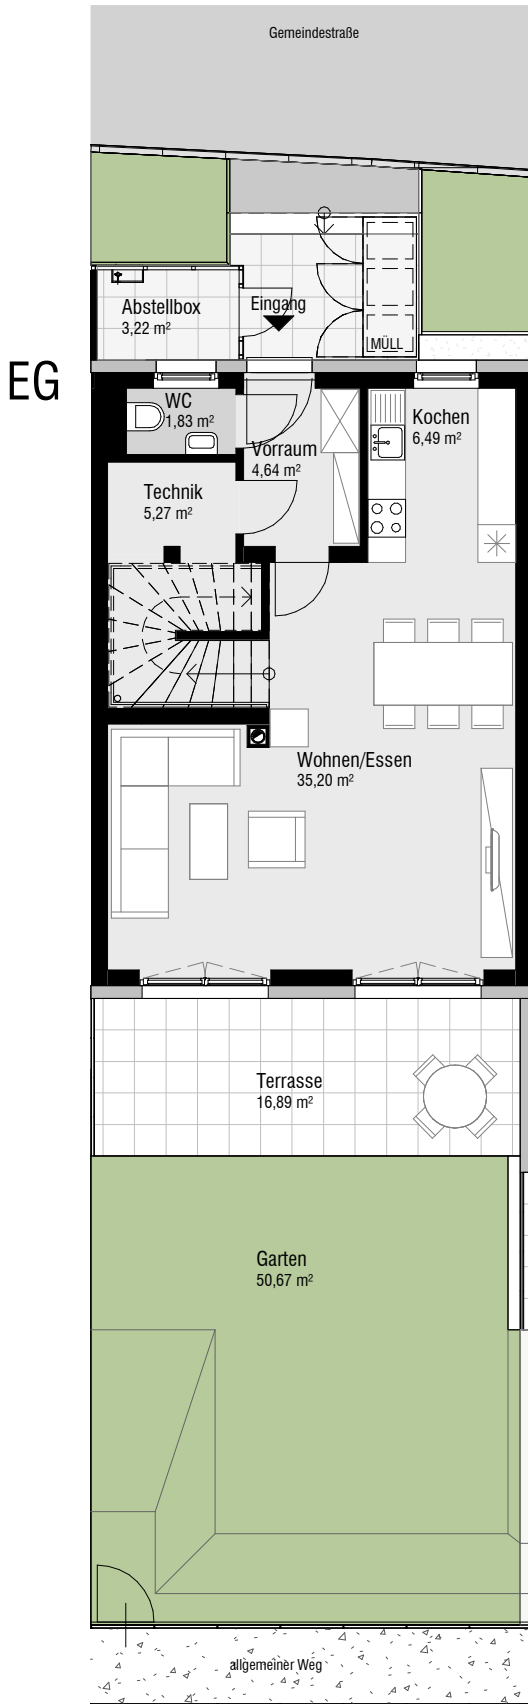 Gemeindestraße
Abstellbox
3,22 m²
Eingang
MÜLL
EG
WC
1,83 m²
Kochen
6,49 m²
Vorraum
4,64 m²
Technik
5,27 m²
Wohnen/Essen
35,20 m²
Terrasse
16,89 m²
Garten
50,67 m²
allgemeiner Weg